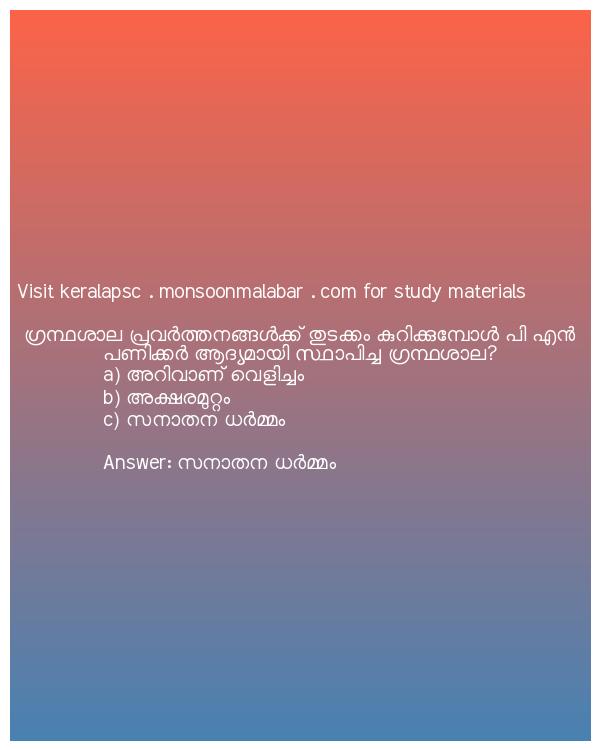 Visit keralapsc . monsoonmalabar . com for study materials
ഗ്രന്ഥശാല പ്രവർത്തനങ്ങൾക്ക് തുടക്കം കുറിക്കുമ്പോൾ പി എൻ
പണിക്കർ ആദ്യമായി സ്ഥാപിച്ച ഗ്രന്ഥശാല?
a) അറിവാണ് വെളിച്ചം
b) അക്ഷരമുറ്റം
c) സനാതന ധർമ്മം
Answer: സനാതന ധർമ്മം